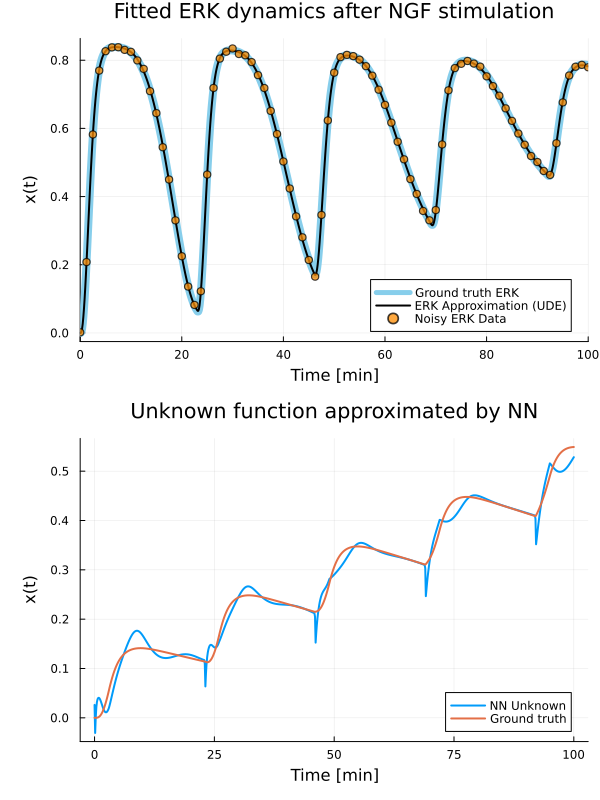 Fitted ERK dynamics after NGF stimulation
x(t)
0.8
0.6
0.4
0.2
0.0
Ground truth ERK
ERK Approximation (UDE)
Noisy ERK Data
0 20 40 60 80 100
Time [min]
Unknown function approximated by NN
x(t)
0.5
0.4
0.3
0.2
0.1
0.0
NN Unknown
Ground truth
0 25 50 75 100
Time [min]